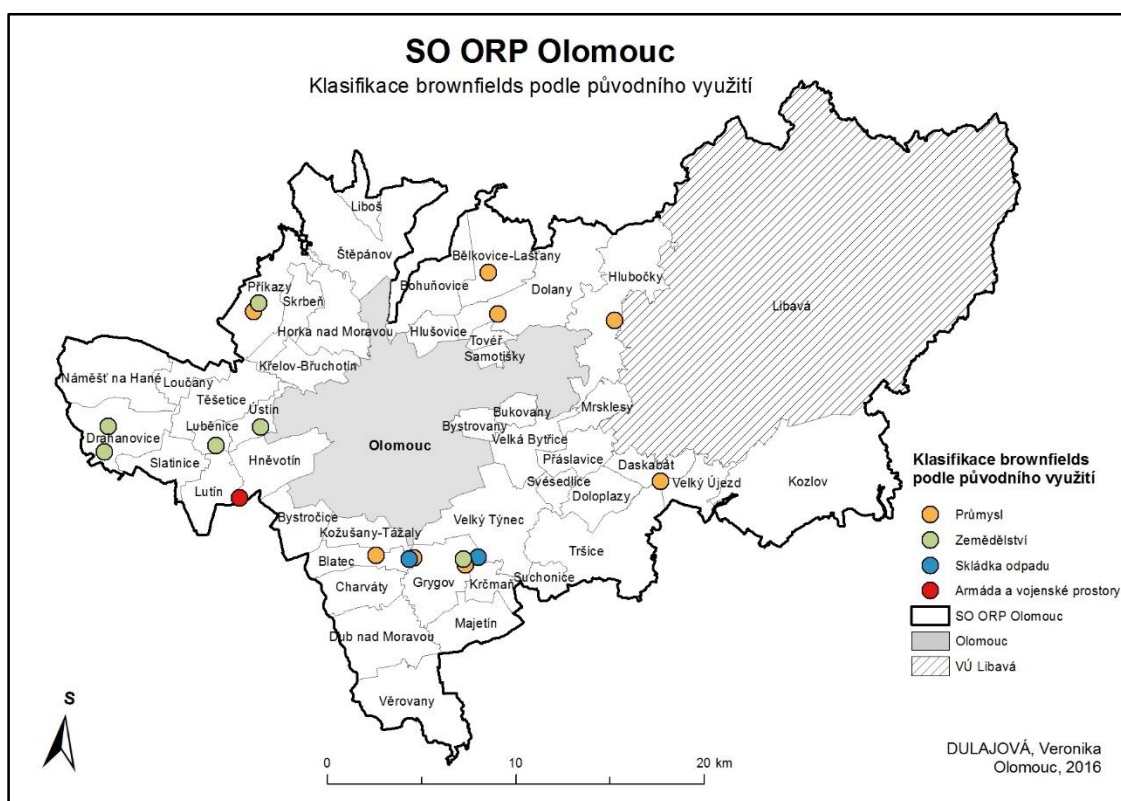 SO ORP Olomouc
Klasifikace brownfields podle původního využití
Liboš
Štěpánov
Bělkovice-Lašťany
Hlubočky
Příkazy
Skrbeň
Bohuňovice
Dolany
Libavá
Horka nad Moravou
Hlušovice
Tovéř
Samotišky
Křelov-Břuchotín
Náměšť na Hané
Loučany
Těšetice
Ústín
Mrsklesy
Bukovany
Bystrovany
Luběnice
Drahanovice
Olomouc
Velká Bytřice
Hněvotín
Přáslavice
Slatinice
Daskabát
Svésedlice
Velký Újezd
Kozlov
Doloplazy
Lutín
Bystročice
Velký Týnec
Kožušany-Tážaly
Tršice
Blatec
Grygov
Krčmaň
Suchonice
Charváty
Majetín
Dub nad Moravou
Věrovany
Klasifikace brownfields
podle původního využití
Průmysl
Zemědělství
Skládka odpadu
Armáda a vojenské prostory
SO ORP Olomouc
Olomouc
VÚ Libavá
S
0 10 20 km
DULAJOVÁ, Veronika
Olomouc, 2016